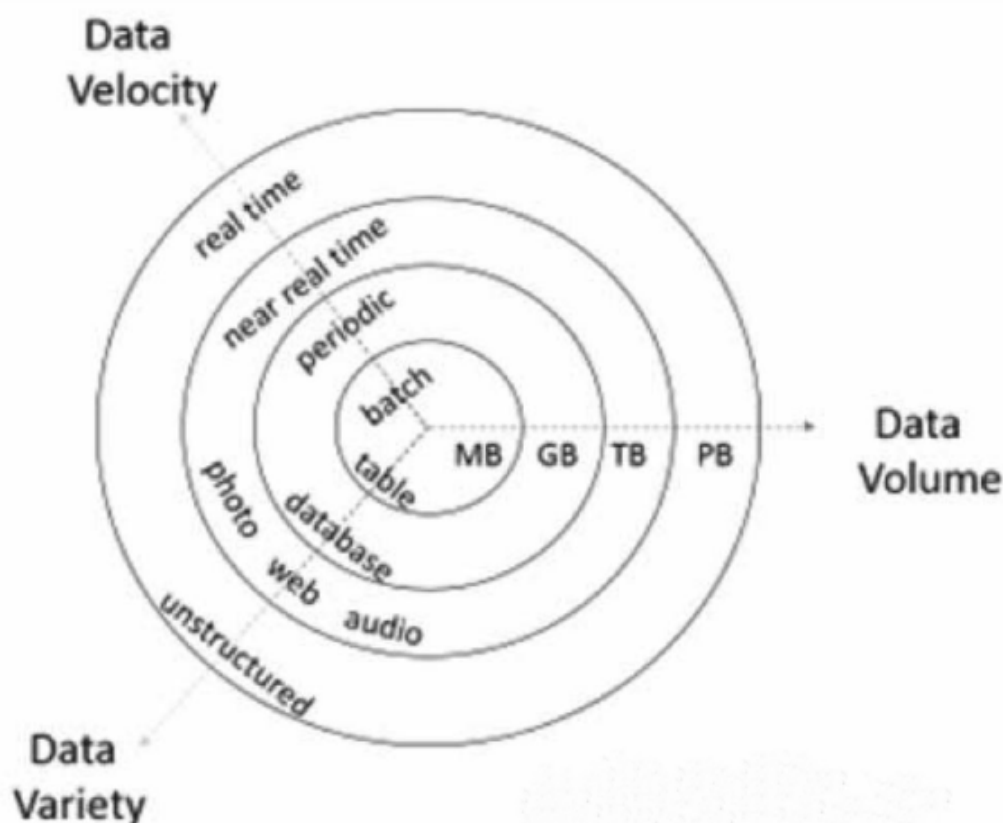 Data
Velocity
real time
near real time
periodic
batch
MB GB TB PB
Data
Volume
table
database
photo
web
audio
unstructured
Data
Variety